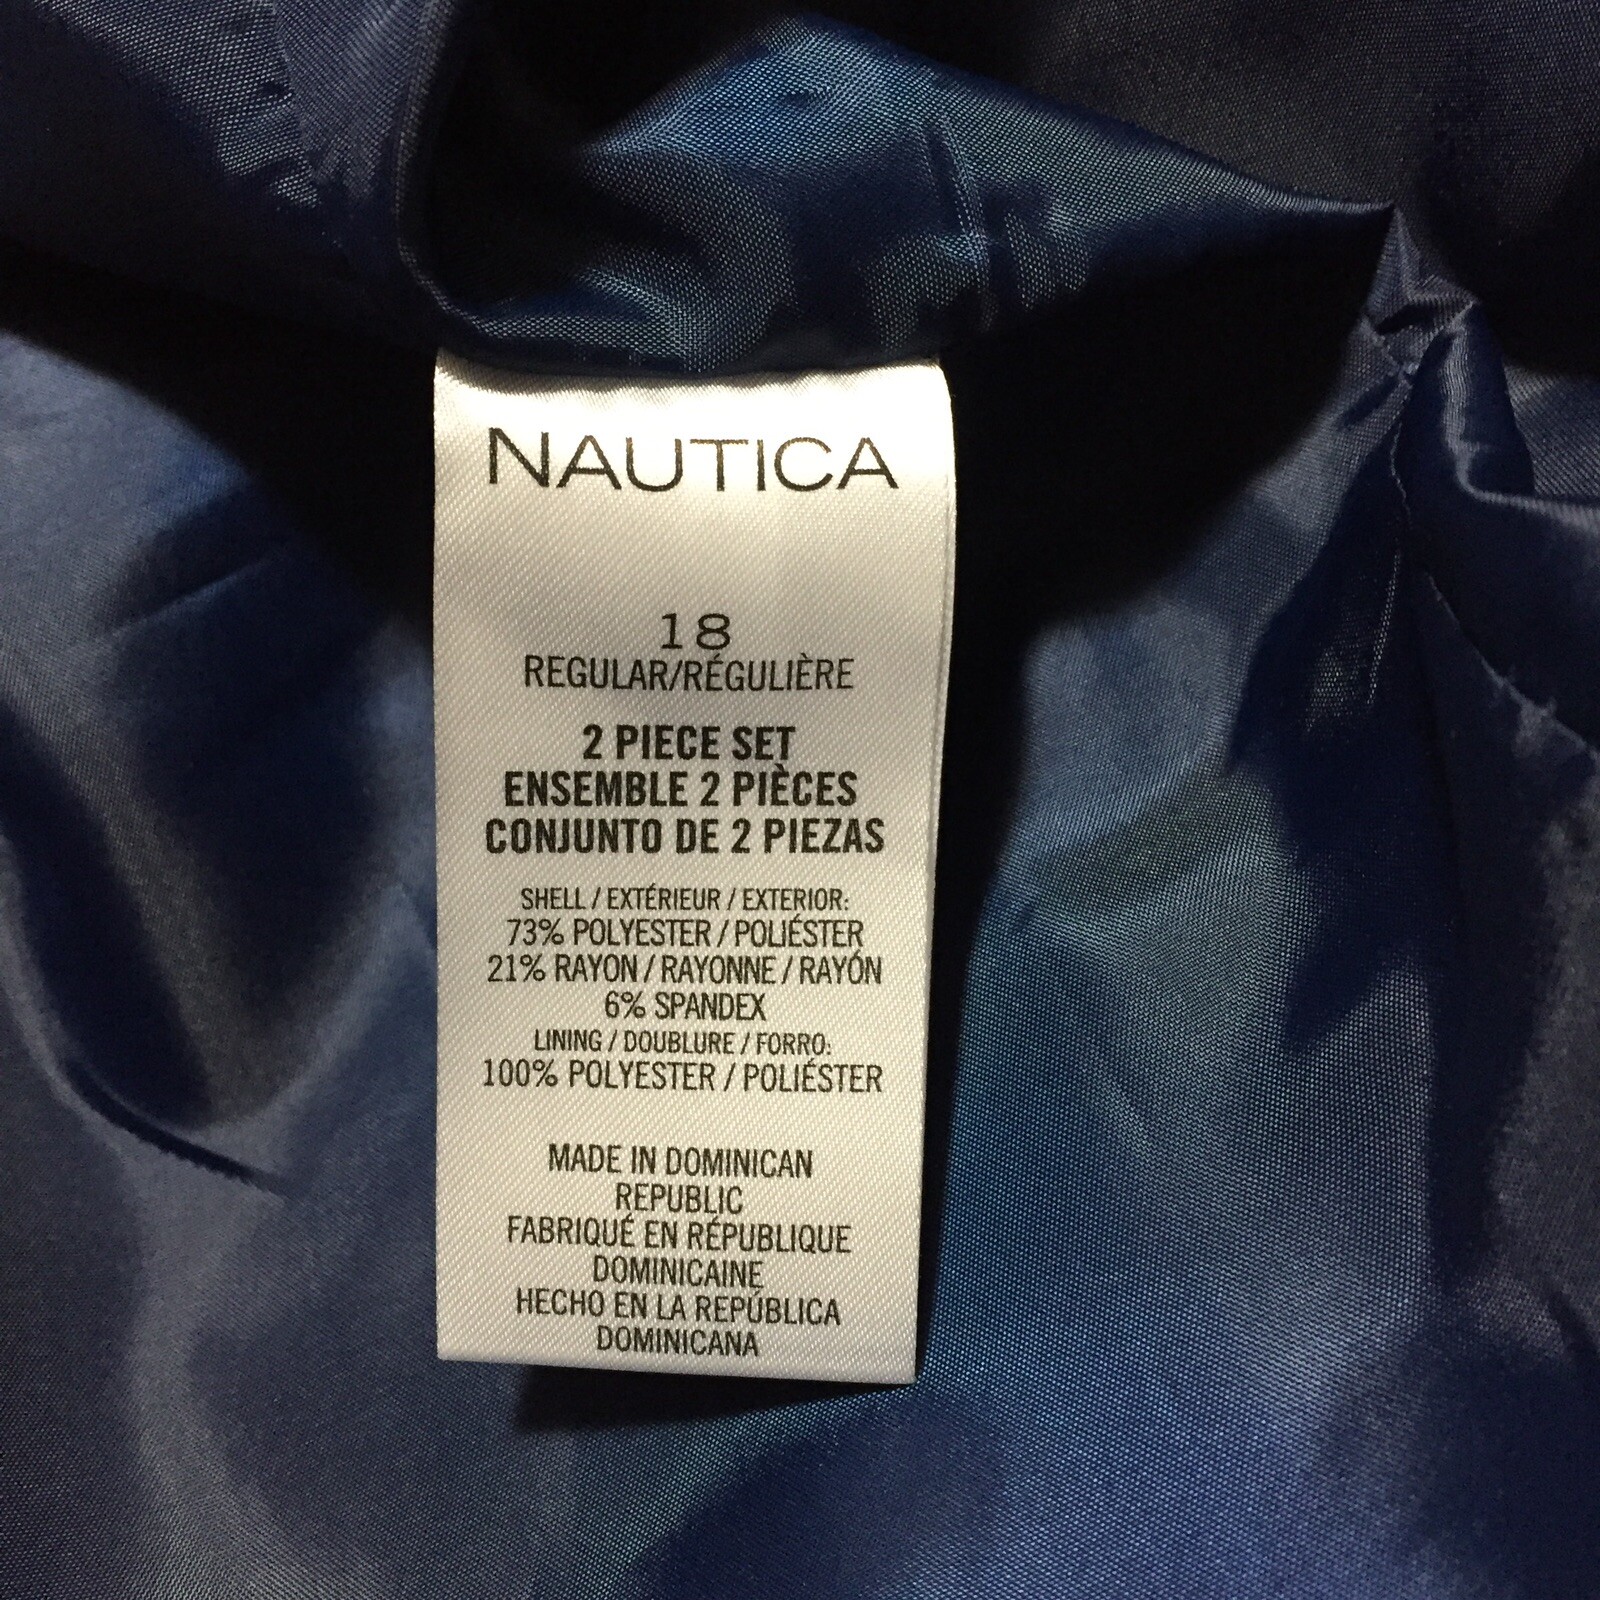 NAUTICA
18
REGULAR/RÉGULIÈRE
2 PIECE SET
ENSEMBLE 2 PIÈCES
CONJUNTO DE 2 PIEZAS
SHELL / EXTÉRIEUR / EXTERIOR:
73% POLYESTER / POLIÉSTER
21% RAYON / RAYONNE / RAYÓN
6% SPANDEX
LINING / DOUBLURE / FORRO:
100% POLYESTER / POLIÉSTER
MADE IN DOMINICAN
REPUBLIC
FABRIQUÉ EN RÉPUBLIQUE
DOMINICAINE
HECHO EN LA REPÚBLICA
DOMINICANA